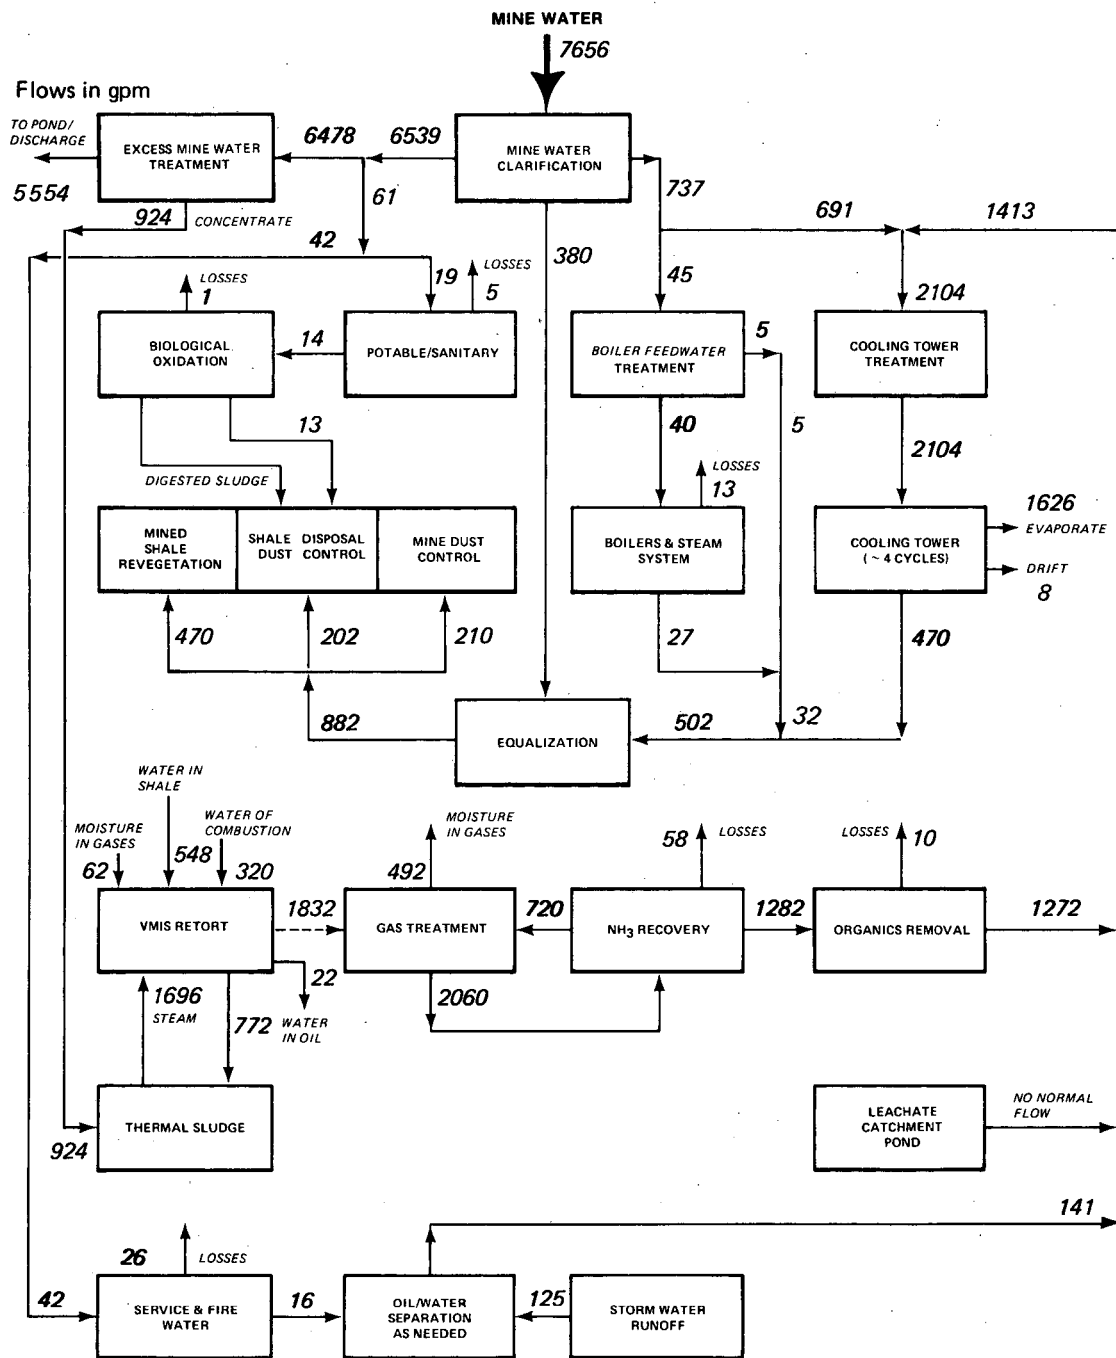 MINE WATER
7656
Flows in gpm
TO POND/
DISCHARGE
5554
EXCESS MINE WATER
TREATMENT
6478
6539
MINE WATER
CLARIFICATION
737
61
924
CONCENTRATE
691
1413
42
380
LOSSES
1
19
LOSSES
5
45
2104
BIOLOGICAL
OXIDATION
14
POTABLE/SANITARY
BOILER FEEDWATER
TREATMENT
5
COOLING TOWER
TREATMENT
13
40
5
2104
DIGESTED SLUDGE
LOSSES
13
MINED
SHALE
REVEGETATION
SHALE DISPOSAL
DUST CONTROL
MINE DUST
CONTROL
BOILERS & STEAM
SYSTEM
COOLING TOWER
(~ 4 CYCLES)
1626
EVAPORATE
DRIFT
8
470
202
210
27
470
882
EQUALIZATION
502
32
WATER IN
SHALE
MOISTURE
IN GASES
62
548
WATER OF
COMBUSTION
320
MOISTURE
IN GASES
492
58
LOSSES
LOSSES
10
VMIS RETORT
1832
GAS TREATMENT
720
NH3 RECOVERY
1282
ORGANICS REMOVAL
1272
1696
STEAM
772
22
WATER
IN OIL
2060
THERMAL SLUDGE
924
LEACHATE
CATCHMENT
POND
NO NORMAL
FLOW
141
26
LOSSES
42
SERVICE & FIRE
WATER
16
OIL/WATER
SEPARATION
AS NEEDED
125
STORM WATER
RUNOFF